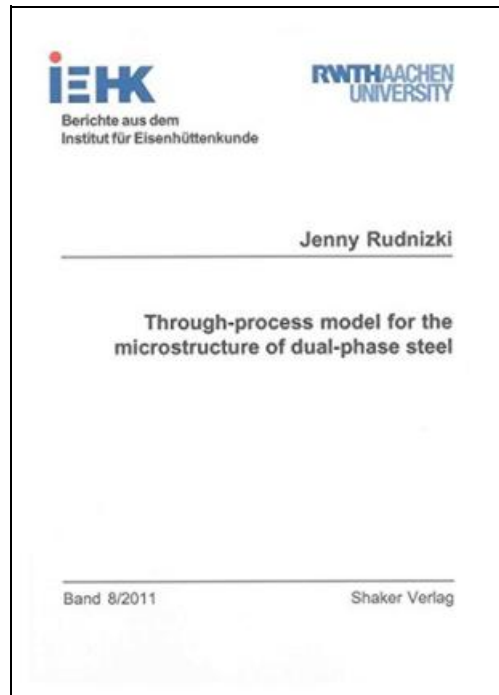 iEHK
RWTHAACHEN
UNIVERSITY
Berichte aus dem
Institut für Eisenhüttenkunde
Jenny Rudnizki
Through-process model for the
microstructure of dual-phase steel
Band 8/2011
Shaker Verlag